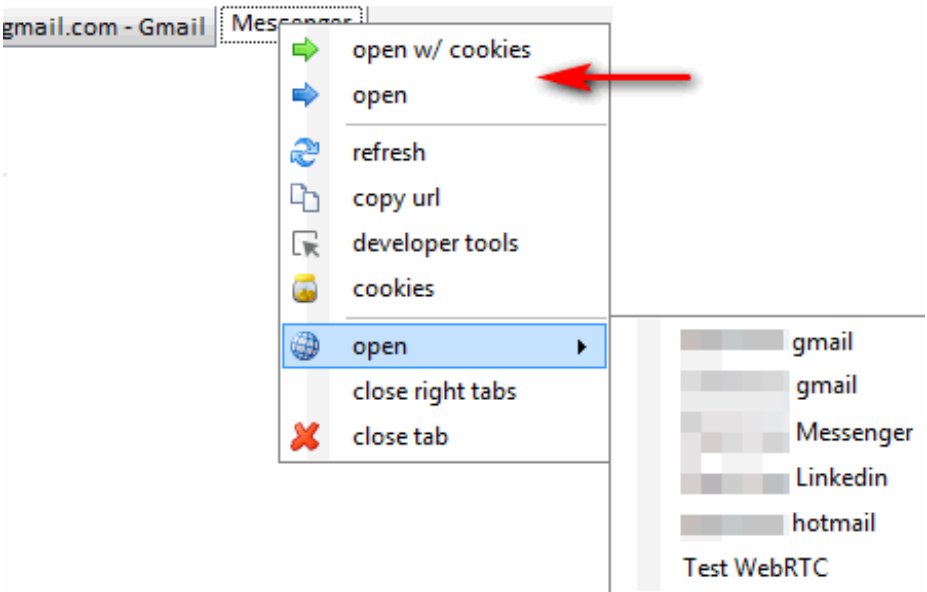 gmail.com - Gmail
Messenger
open w/ cookies
open
refresh
copy url
developer tools
cookies
open
close right tabs
close tab
gmail
gmail
Messenger
Linkedin
hotmail
Test WebRTC